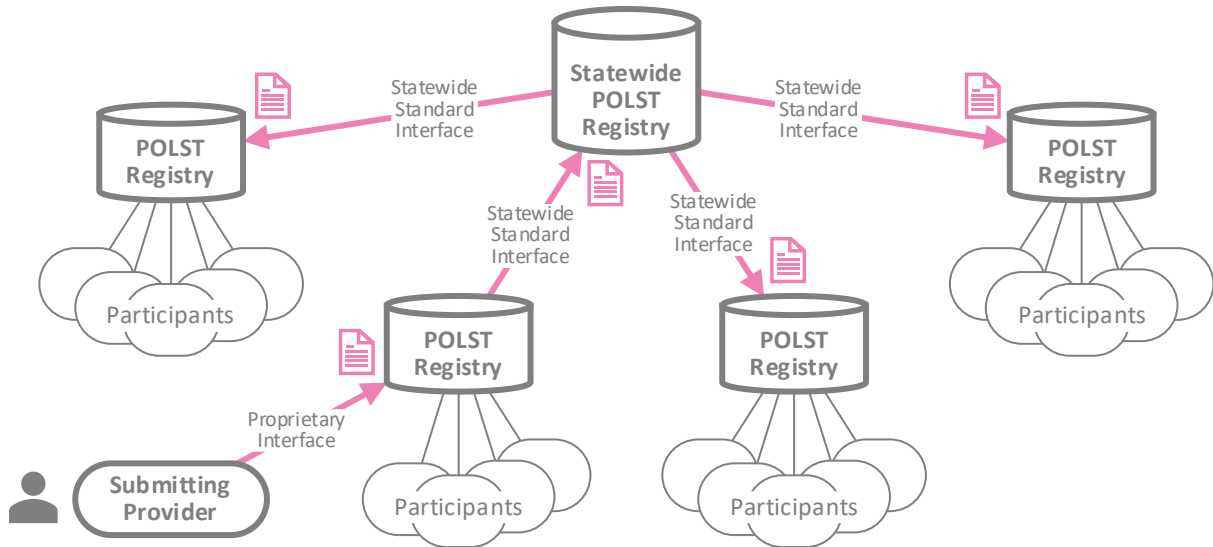 Statewide
POLST
Registry
Statewide
Standard
Interface
Statewide
Standard
Interface
POLST
Registry
POLST
Registry
Statewide
Standard
Interface
Statewide
Standard
Interface
Participants
Participants
POLST
Registry
POLST
Registry
Proprietary
Interface
Submitting
Provider
Participants
Participants